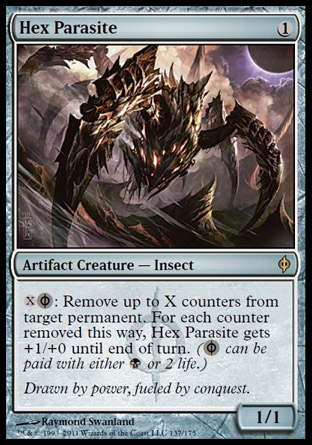 Hex Parasite 1
Artifact Creature — Insect
X: Remove up to X counters from
target permanent. For each counter
removed this way, Hex Parasite gets
+1/+0 until end of turn. ( can be
paid with either or 2 life.)
Drawn by power, fueled by conquest.
Raymond Swanland
™ & © 1993–2011 Wizards of the Coast LLC 137/175
1/1